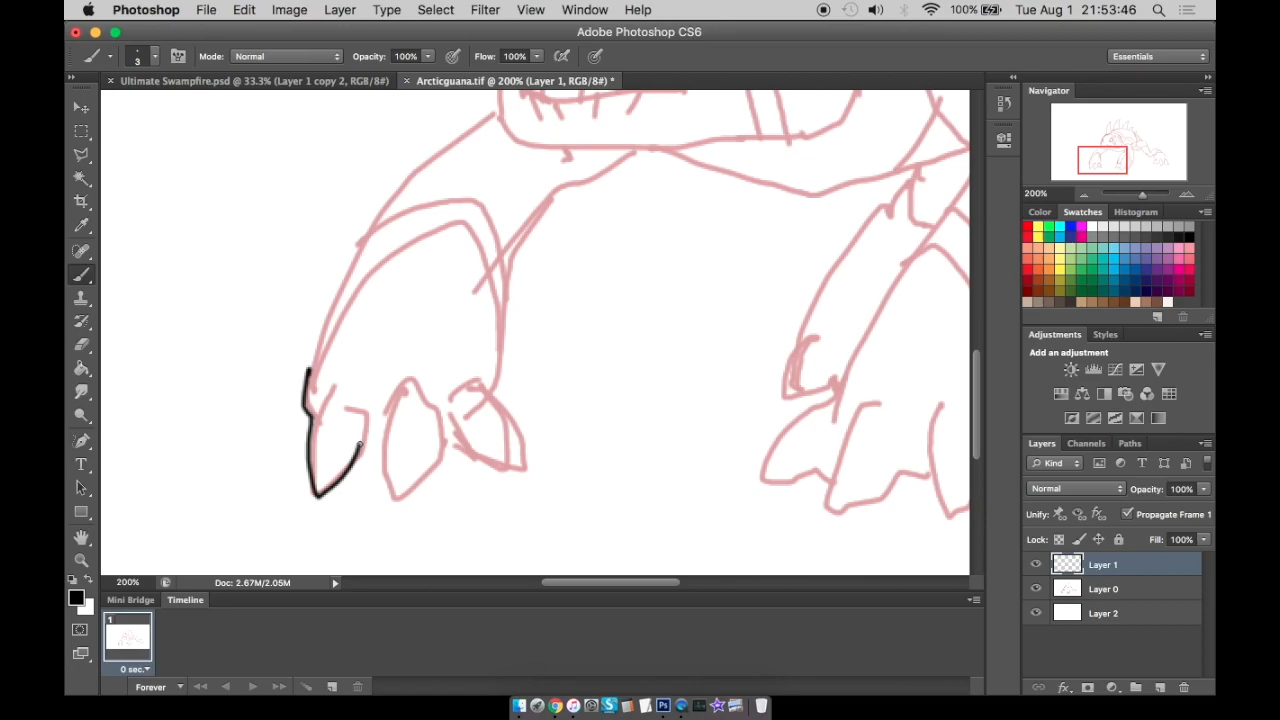 Photoshop File Edit Image Layer Type Select Filter View Window Help 100% Tue Aug 1 21:53:46
Adobe Photoshop CS6
3 Mode: Normal Opacity: 100% Flow: 100% Essentials
Ultimate Swampfire.psd @ 33.3% (Layer 1 copy 2, RGB/8#) Arcticguana.tif @ 200% (Layer 1, RGB/8#) *
Navigator
200%
Color Swatches Histogram
Adjustments Styles
Add an adjustment
Layers Channels Paths
Kind
Normal Opacity: 100%
Unify: Propagate Frame 1
Lock: Fill: 100%
Layer 1
Layer 0
Layer 2
200% Doc: 2.67M/2.05M
Mini Bridge Timeline
1
0 sec.
Forever